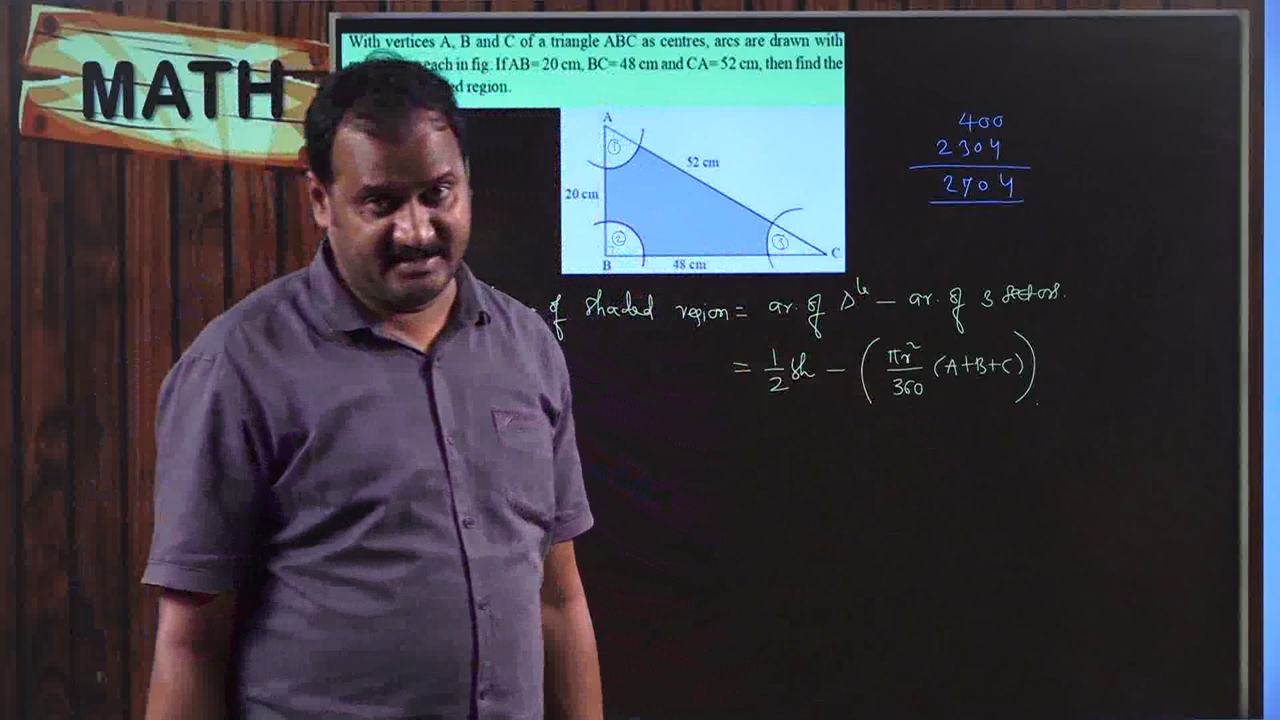 MATH
With vertices A, B and C of a triangle ABC as centres, arcs are drawn with
each in fig. If AB= 20 cm, BC= 48 cm and CA= 52 cm, then find the
region.
A
①
52 cm
20 cm
②
③
B
48 cm
C
400
2304
2704
of shaded region = ar. of Δle – ar. of 3 sectors.
= 1/2 bh – (πr²/360 (A+B+C))